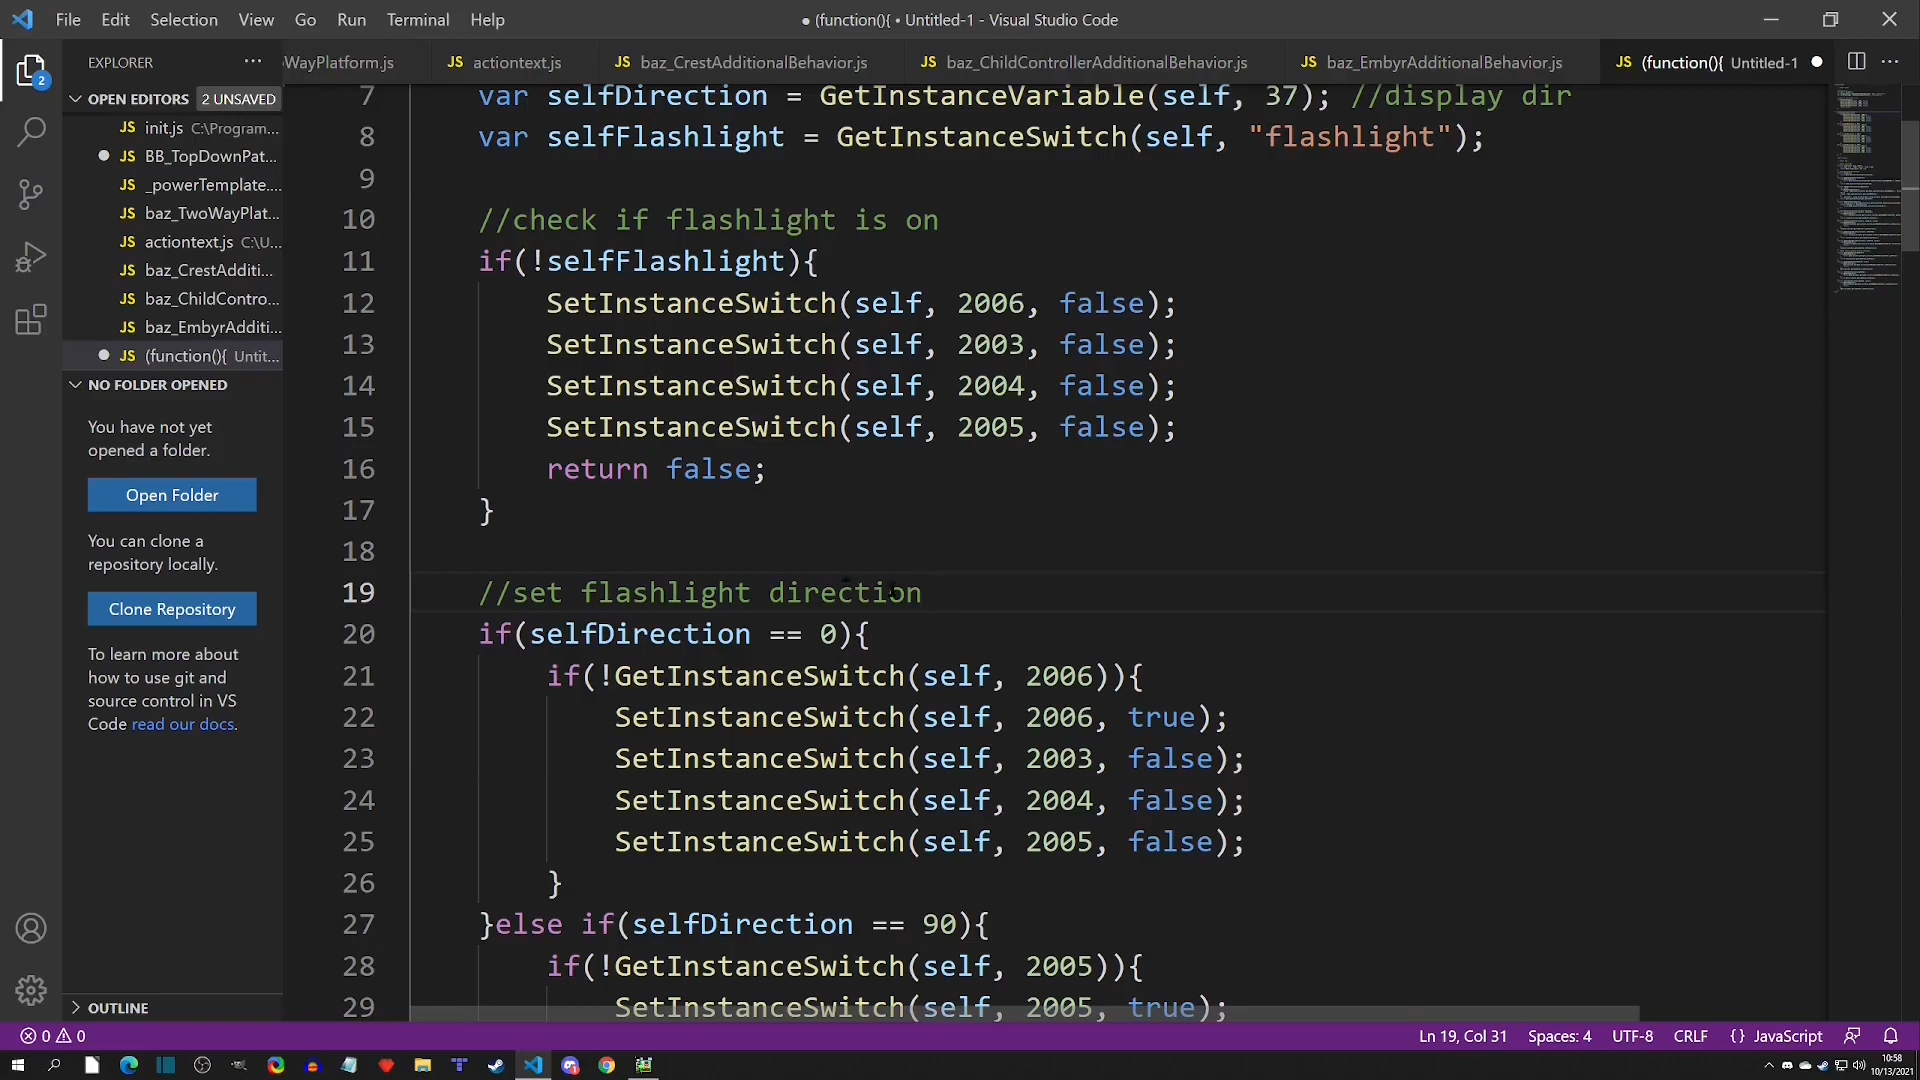 File Edit Selection View Go Run Terminal Help
● (function(){ • Untitled-1 - Visual Studio Code
EXPLORER ···
WayPlatform.js
JS actiontext.js
JS baz_CrestAdditionalBehavior.js
JS baz_ChildControllerAdditionalBehavior.js
JS baz_EmbyrAdditionalBehavior.js
JS (function(){ Untitled-1 ●
2
OPEN EDITORS 2 UNSAVED
JS init.js C:\Program...
● JS BB_TopDownPat...
JS _powerTemplate....
JS baz_TwoWayPlat...
JS actiontext.js C:\U...
JS baz_CrestAdditi...
JS baz_ChildContro...
JS baz_EmbyrAdditi...
● JS (function(){ Untit...
NO FOLDER OPENED
You have not yet
opened a folder.
Open Folder
You can clone a
repository locally.
Clone Repository
To learn more about
how to use git and
source control in VS
Code read our docs.
OUTLINE
7 var selfDirection = GetInstanceVariable(self, 37); //display dir
8 var selfFlashlight = GetInstanceSwitch(self, "flashlight");
9
10 //check if flashlight is on
11 if(!selfFlashlight){
12 SetInstanceSwitch(self, 2006, false);
13 SetInstanceSwitch(self, 2003, false);
14 SetInstanceSwitch(self, 2004, false);
15 SetInstanceSwitch(self, 2005, false);
16 return false;
17 }
18
19 //set flashlight direction
20 if(selfDirection == 0){
21 if(!GetInstanceSwitch(self, 2006)){
22 SetInstanceSwitch(self, 2006, true);
23 SetInstanceSwitch(self, 2003, false);
24 SetInstanceSwitch(self, 2004, false);
25 SetInstanceSwitch(self, 2005, false);
26 }
27 }else if(selfDirection == 90){
28 if(!GetInstanceSwitch(self, 2005)){
29 SetInstanceSwitch(self, 2005, true);
0 0
Ln 19, Col 31 Spaces: 4 UTF-8 CRLF {} JavaScript
10:58
10/13/2021